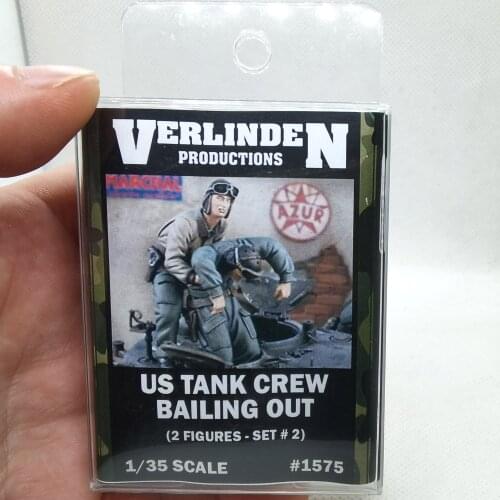 VERLINDEN
PRODUCTIONS
MARCHAL
AZUR
US TANK CREW
BAILING OUT
(2 FIGURES - SET # 2)
1/35 SCALE #1575